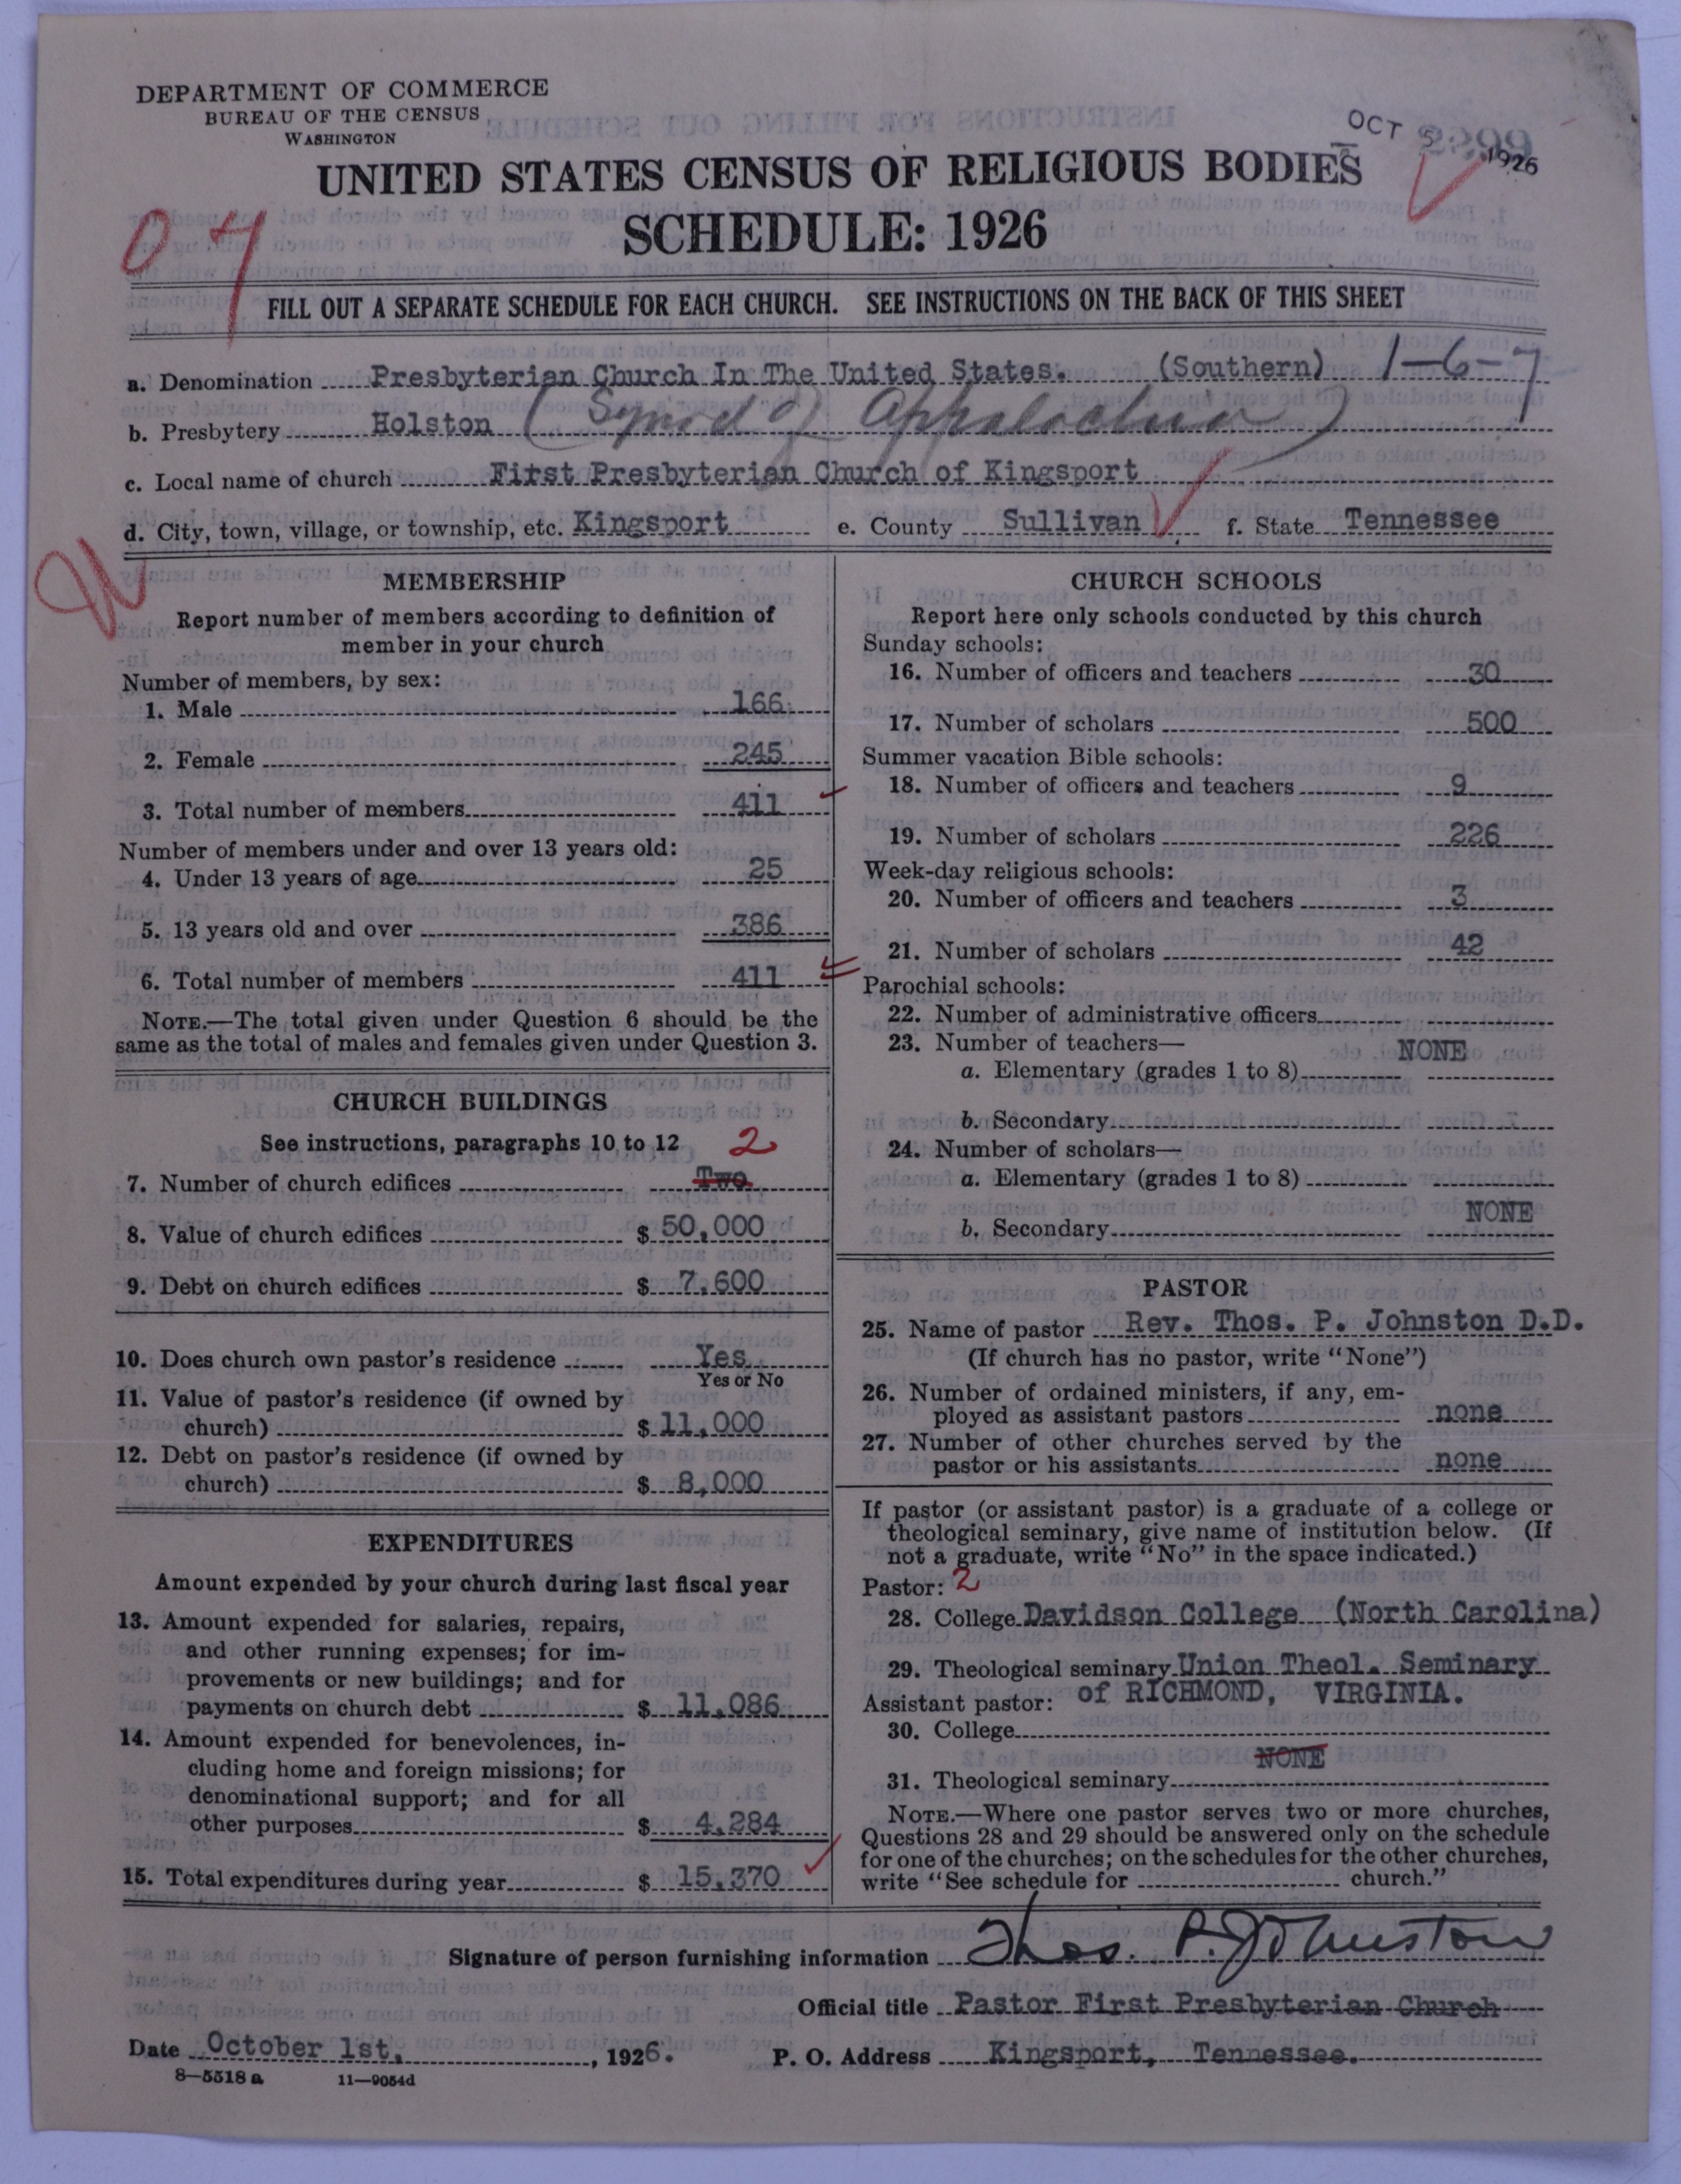 DEPARTMENT OF COMMERCE
BUREAU OF THE CENSUS
WASHINGTON
OCT 5 1926
UNITED STATES CENSUS OF RELIGIOUS BODIES
SCHEDULE: 1926
04
FILL OUT A SEPARATE SCHEDULE FOR EACH CHURCH. SEE INSTRUCTIONS ON THE BACK OF THIS SHEET
a. Denomination Presbyterian Church In The United States. (Southern) 1-6-7
b. Presbytery Holston (Synod of Appalachia)
c. Local name of church First Presbyterian Church of Kingsport
d. City, town, village, or township, etc. Kingsport e. County Sullivan f. State Tennessee
MEMBERSHIP
Report number of members according to definition of
member in your church
Number of members, by sex:
1. Male 166
2. Female 245
3. Total number of members 411
Number of members under and over 13 years old:
4. Under 13 years of age 25
5. 13 years old and over 386
6. Total number of members 411
NOTE.—The total given under Question 6 should be the
same as the total of males and females given under Question 3.
CHURCH BUILDINGS
See instructions, paragraphs 10 to 12 2
7. Number of church edifices Two
8. Value of church edifices $ 50,000
9. Debt on church edifices $ 7,600
10. Does church own pastor's residence Yes
Yes or No
11. Value of pastor's residence (if owned by
church) $ 11,000
12. Debt on pastor's residence (if owned by
church) $ 8,000
EXPENDITURES
Amount expended by your church during last fiscal year
13. Amount expended for salaries, repairs,
and other running expenses; for im-
provements or new buildings; and for
payments on church debt $ 11,086
14. Amount expended for benevolences, in-
cluding home and foreign missions; for
denominational support; and for all
other purposes $ 4,284
15. Total expenditures during year $ 15,370
CHURCH SCHOOLS
Report here only schools conducted by this church
Sunday schools:
16. Number of officers and teachers 30
17. Number of scholars 500
Summer vacation Bible schools:
18. Number of officers and teachers 9
19. Number of scholars 226
Week-day religious schools:
20. Number of officers and teachers 3
21. Number of scholars 42
Parochial schools:
22. Number of administrative officers
23. Number of teachers— NONE
a. Elementary (grades 1 to 8)
b. Secondary
24. Number of scholars—
a. Elementary (grades 1 to 8)
NONE
b. Secondary
PASTOR
25. Name of pastor Rev. Thos. P. Johnston D.D.
(If church has no pastor, write "None")
26. Number of ordained ministers, if any, em-
ployed as assistant pastors none
27. Number of other churches served by the
pastor or his assistants none
If pastor (or assistant pastor) is a graduate of a college or
theological seminary, give name of institution below. (If
not a graduate, write "No" in the space indicated.)
Pastor: 2
28. College Davidson College (North Carolina)
29. Theological seminary Union Theol. Seminary
Assistant pastor: of RICHMOND, VIRGINIA.
30. College
NONE
31. Theological seminary
NOTE.—Where one pastor serves two or more churches,
Questions 28 and 29 should be answered only on the schedule
for one of the churches; on the schedules for the other churches,
write "See schedule for church."
Signature of person furnishing information Thos. P. Johnston
Official title Pastor First Presbyterian Church
Date October 1st, , 1926. P. O. Address Kingsport, Tennessee.
8—5518 a 11—9054d